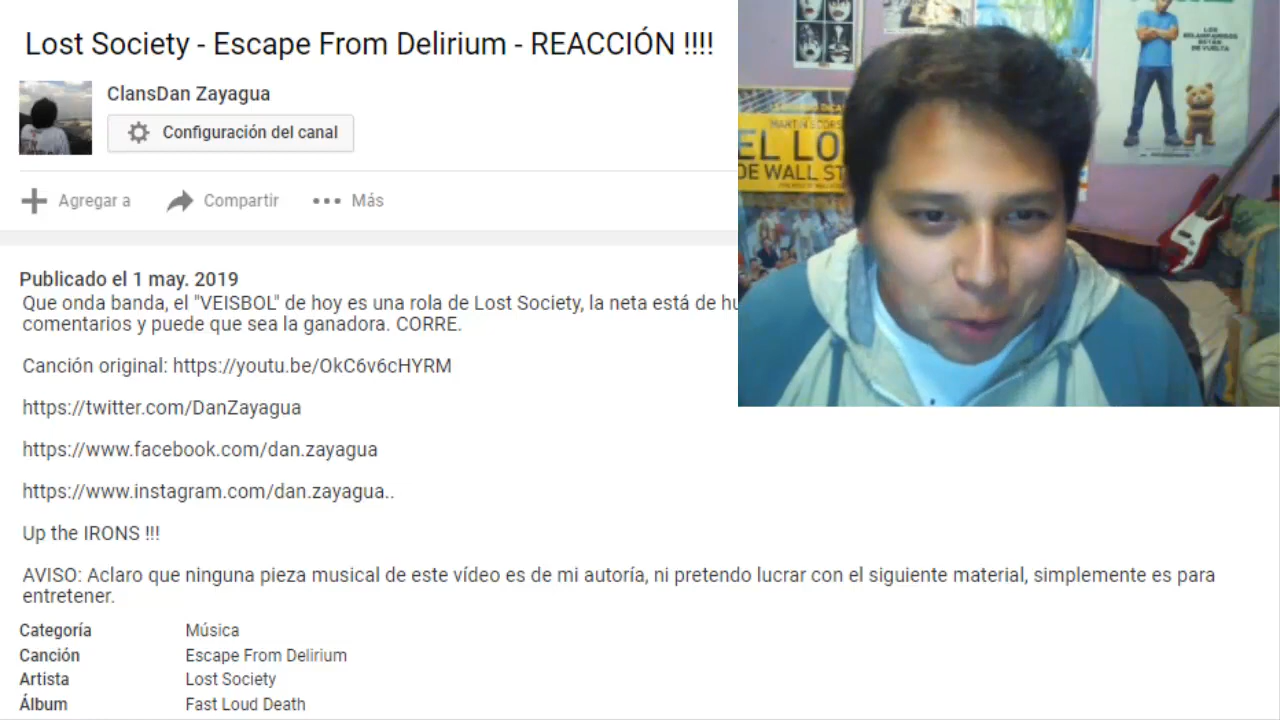 Lost Society - Escape From Delirium - REACCIÓN !!!!
ClansDan Zayagua
Configuración del canal
Agregar a
Compartir
Más
Publicado el 1 may. 2019
Que onda banda, el "VEISBOL" de hoy es una rola de Lost Society, la neta está de
comentarios y puede que sea la ganadora. CORRE.
Canción original: https://youtu.be/OkC6v6cHYRM
https://twitter.com/DanZayagua
https://www.facebook.com/dan.zayagua
https://www.instagram.com/dan.zayagua..
Up the IRONS !!!
AVISO: Aclaro que ninguna pieza musical de este vídeo es de mi autoría, ni pretendo lucrar con el siguiente material, simplemente es para
entretener.
Categoría Música
Canción Escape From Delirium
Artista Lost Society
Álbum Fast Loud Death
EL LO
DE WALL ST
LOS
DE VUELTA